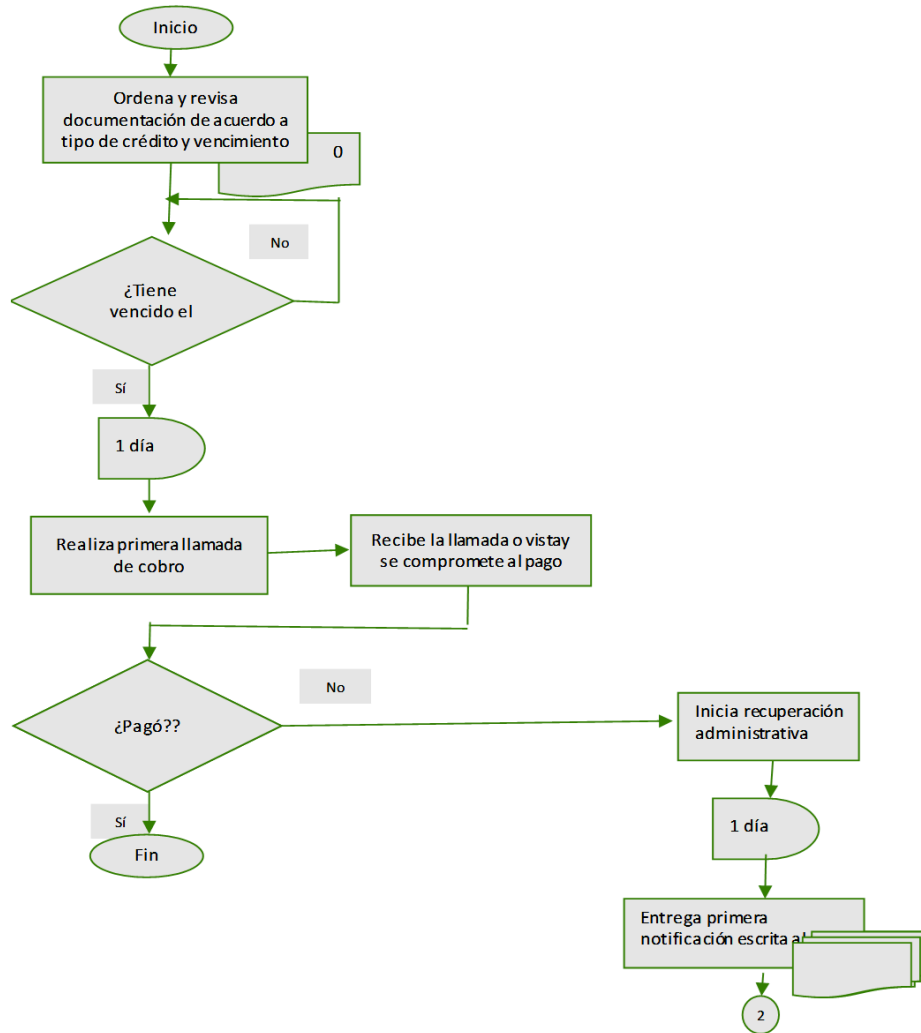 Inicio
Ordena y revisa
documentación de acuerdo a
tipo de crédito y vencimiento
0
No
¿Tiene
vencido el
Sí
1 día
Realiza primera llamada
de cobro
Recibe la llamada o vistay
se compromete al pago
No
¿Pagó??
Inicia recuperación
administrativa
Sí
Fin
1 día
Entrega primera
notificación escrita al
2